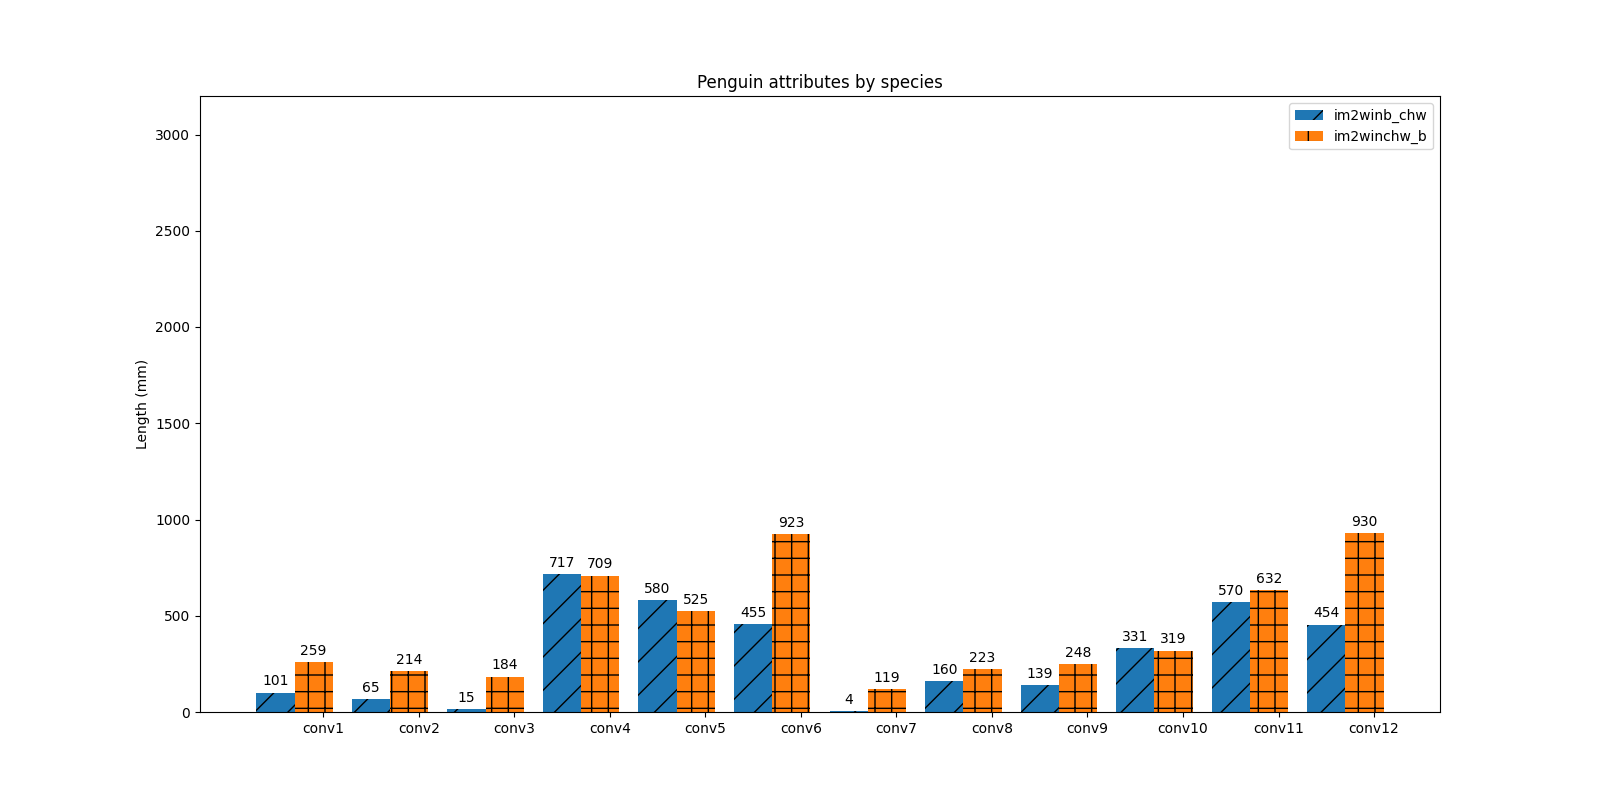 Penguin attributes by species
im2winb_chw
im2winchw_b
Length (mm)
3000
2500
2000
1500
1000
500
0
101 259 65 214 15 184 717 709 580 525 455 923 4 119 160 223 139 248 331 319 570 632 454 930
conv1 conv2 conv3 conv4 conv5 conv6 conv7 conv8 conv9 conv10 conv11 conv12